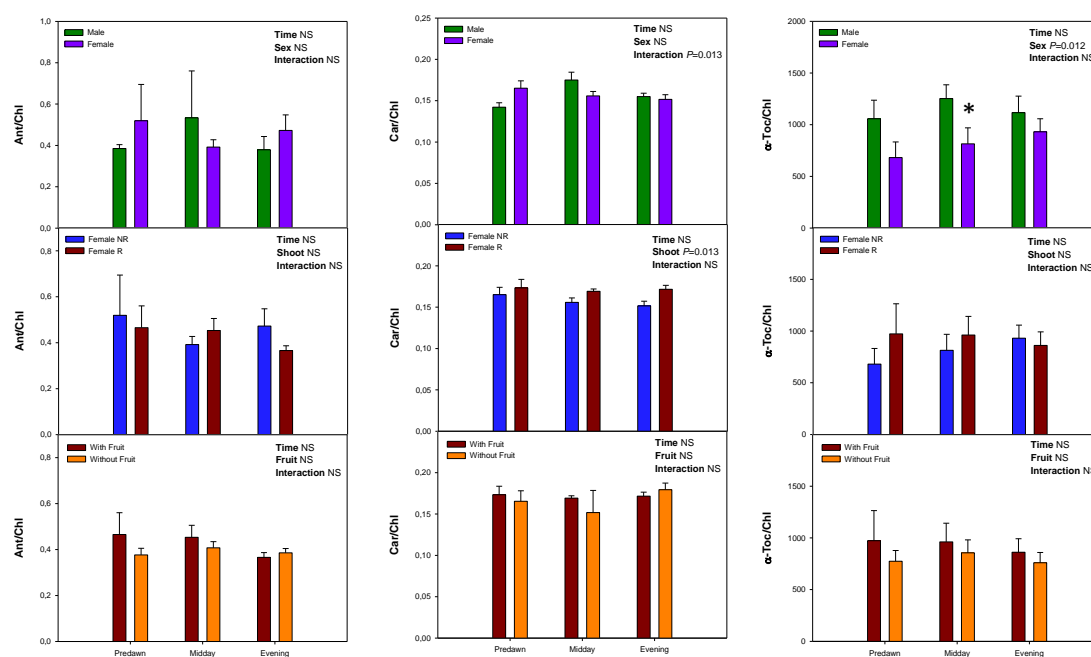 1,0
0,8
0,6
0,4
0,2
0,0
Ant/Chl
Male
Female
Time NS
Sex NS
Interaction NS
0,25
0,20
0,15
0,10
0,05
0,00
Car/Chl
Male
Female
Time NS
Sex NS
Interaction P=0.013
2000
1500
1000
500
0
α-Toc/Chl
Male
Female
Time NS
Sex P=0.012
Interaction NS
*
0,8
0,6
0,4
0,2
0,0
Ant/Chl
Female NR
Female R
Time NS
Shoot NS
Interaction NS
0,20
0,15
0,10
0,05
0,00
Car/Chl
Female NR
Female R
Time NS
Shoot P=0.013
Interaction NS
1500
1000
500
0
α-Toc/Chl
Female NR
Female R
Time NS
Shoot NS
Interaction NS
0,8
0,6
0,4
0,2
0,0
Ant/Chl
With Fruit
Without Fruit
Time NS
Fruit NS
Interaction NS
Predawn Midday Evening
0,20
0,15
0,10
0,05
0,00
Car/Chl
With Fruit
Without Fruit
Time NS
Fruit NS
Interaction NS
Predawn Midday Evening
1500
1000
500
0
α-Toc/Chl
With Fruit
Without Fruit
Time NS
Fruit NS
Interaction NS
Predawn Midday Evening